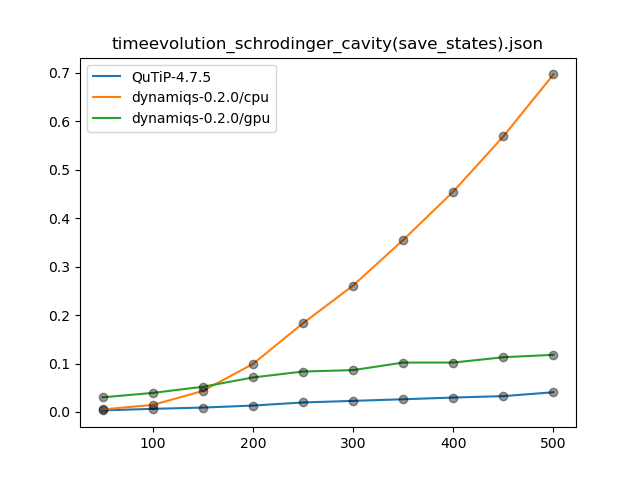 timeevolution_schrodinger_cavity(save_states).json
QuTiP-4.7.5
dynamiqs-0.2.0/cpu
dynamiqs-0.2.0/gpu
0.7
0.6
0.5
0.4
0.3
0.2
0.1
0.0
100 200 300 400 500